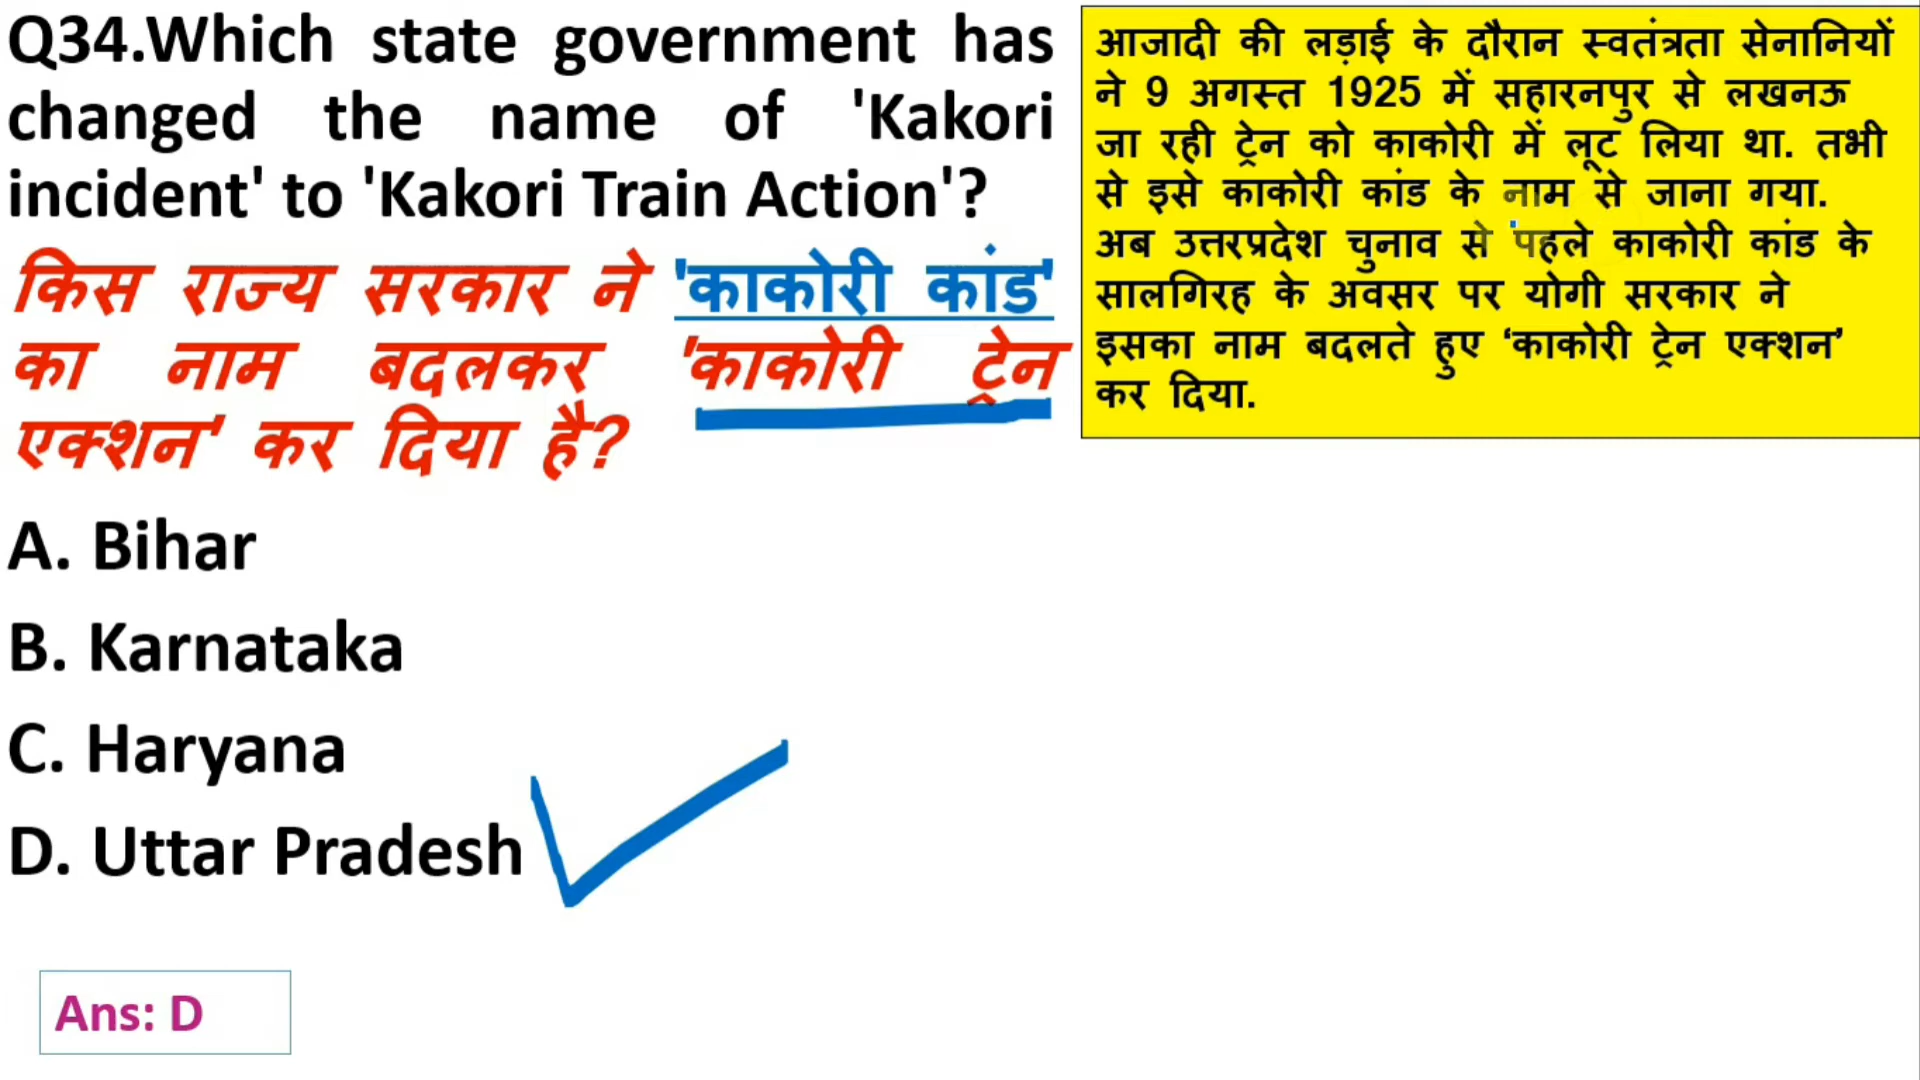 Q34.Which state government has
changed the name of 'Kakori
incident' to 'Kakori Train Action'?
किस राज्य सरकार ने 'काकोरी कांड'
का नाम बदलकर 'काकोरी ट्रेन
एक्शन' कर दिया है?
A. Bihar
B. Karnataka
C. Haryana
D. Uttar Pradesh
Ans: D
आजादी की लड़ाई के दौरान स्वतंत्रता सेनानियों
ने 9 अगस्त 1925 में सहारनपुर से लखनऊ
जा रही ट्रेन को काकोरी में लूट लिया था. तभी
से इसे काकोरी कांड के नाम से जाना गया.
अब उत्तरप्रदेश चुनाव से पहले काकोरी कांड के
सालगिरह के अवसर पर योगी सरकार ने
इसका नाम बदलते हुए ‘काकोरी ट्रेन एक्शन’
कर दिया.